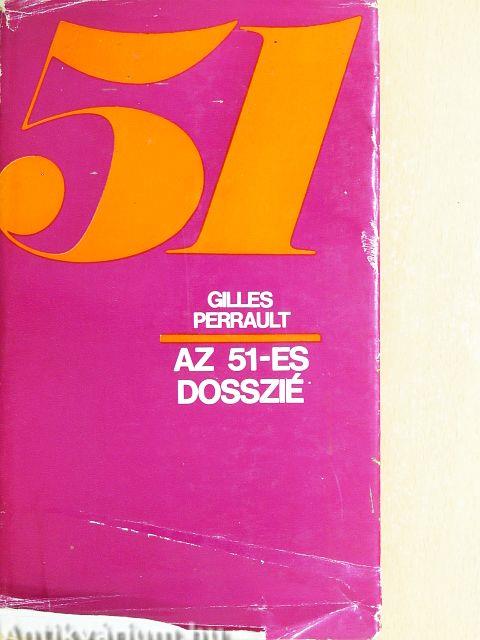 51
GILLES
PERRAULT
AZ 51-ES
DOSSZIÉ